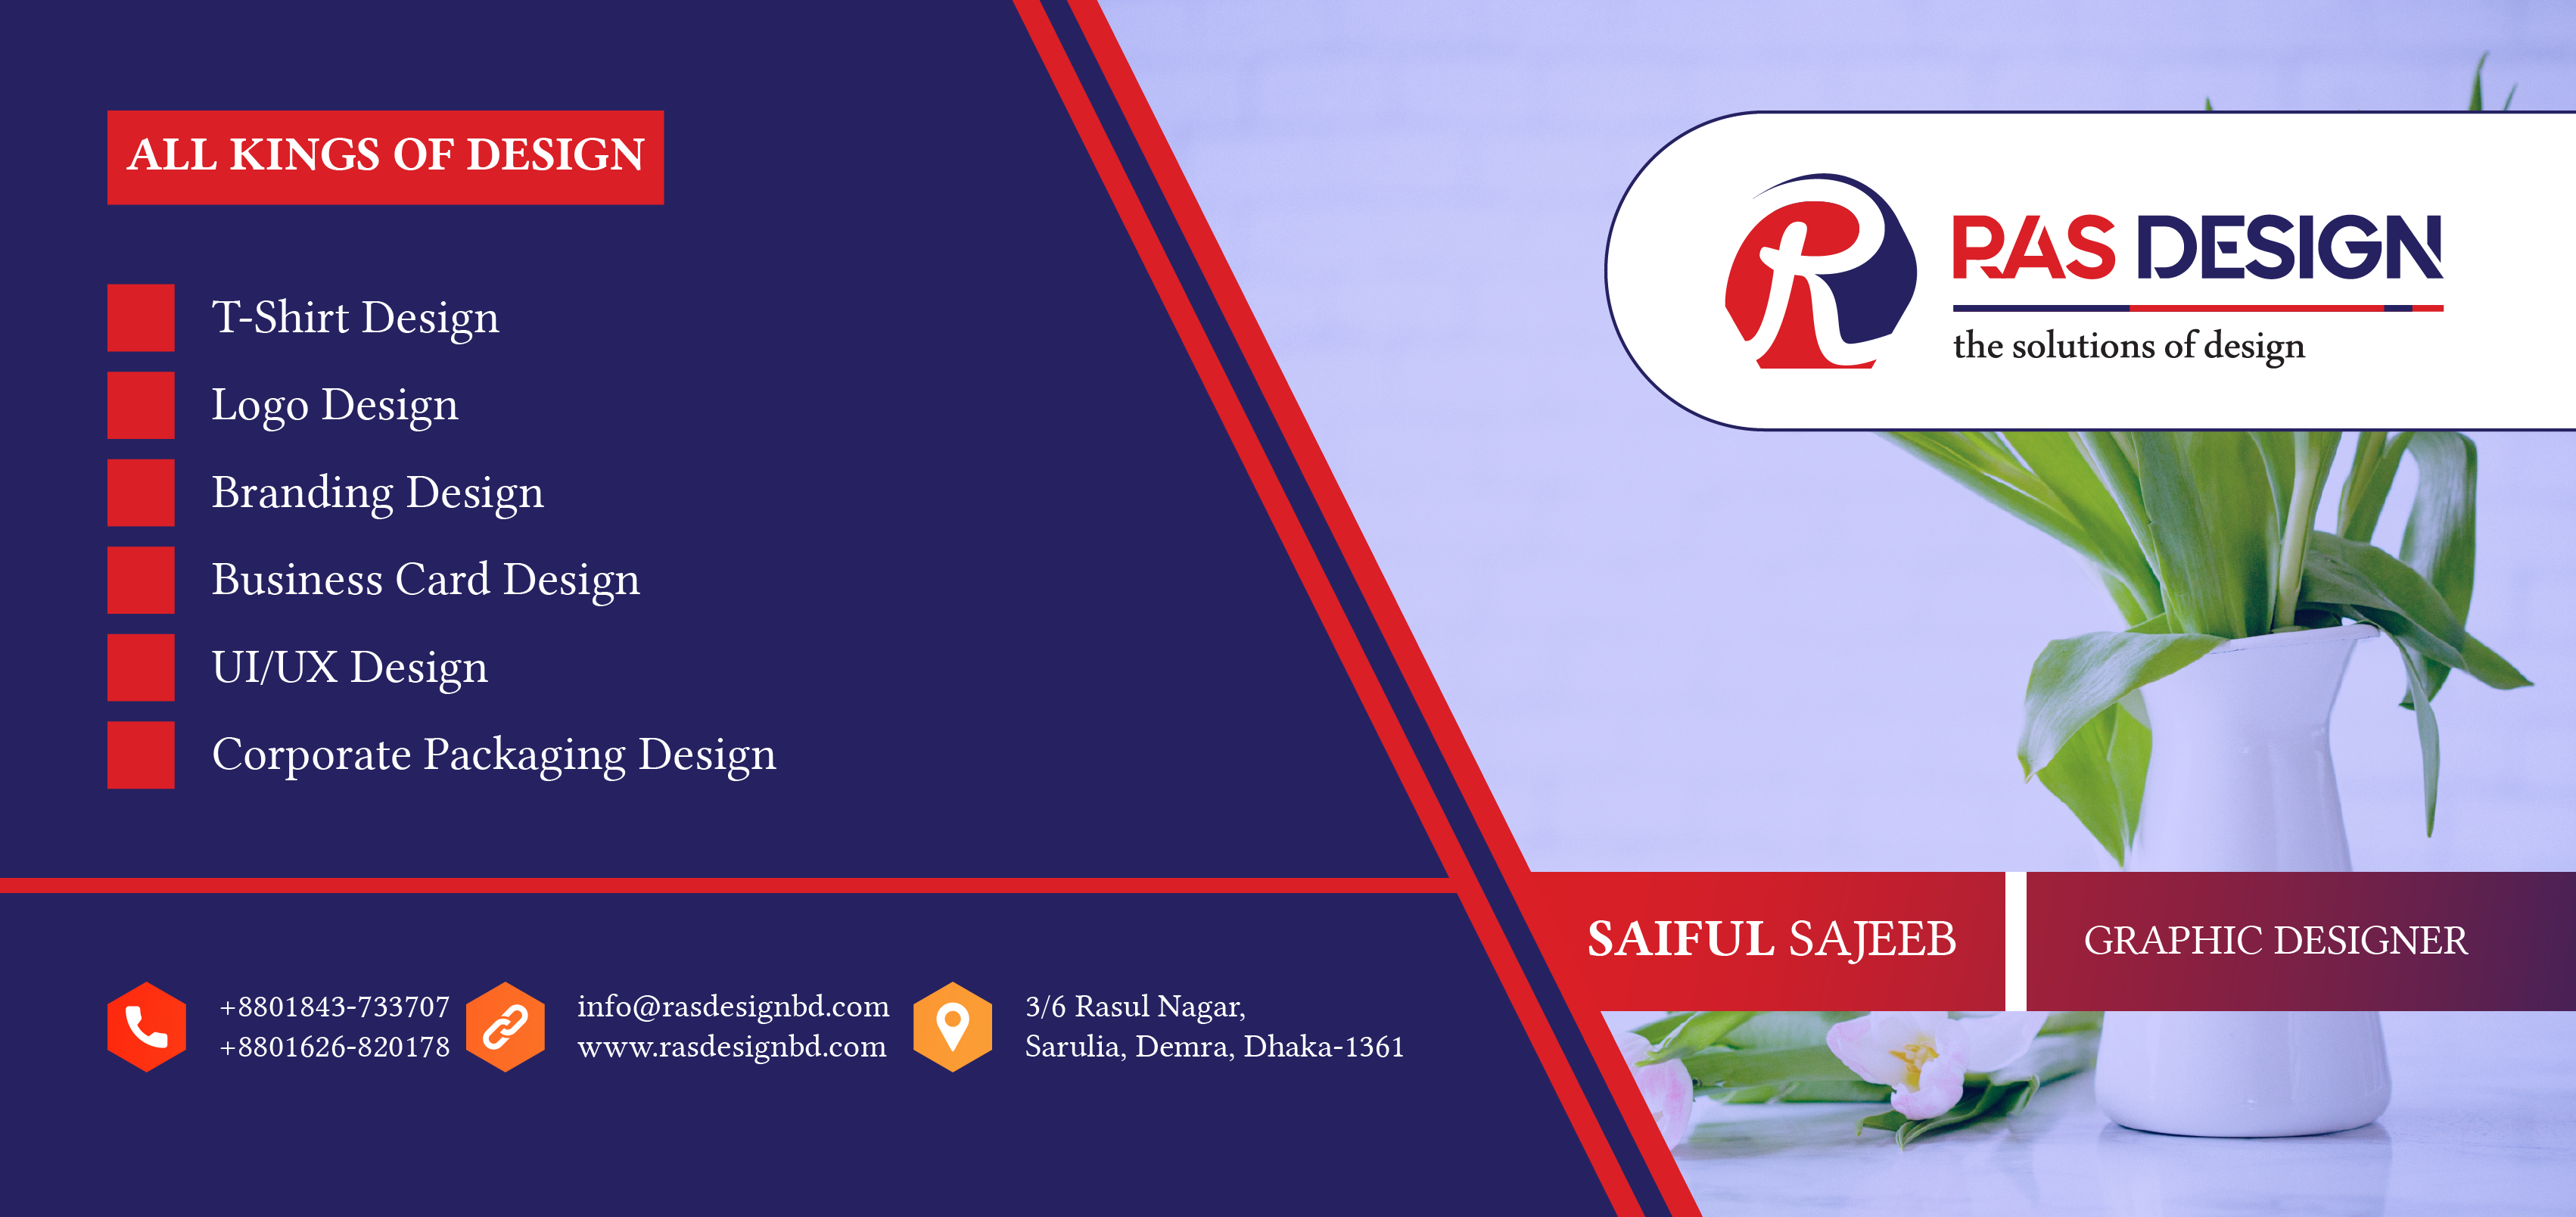 ALL KINGS OF DESIGN
T-Shirt Design
Logo Design
Branding Design
Business Card Design
UI/UX Design
Corporate Packaging Design
+8801843-733707
+8801626-820178
info@rasdesignbd.com
www.rasdesignbd.com
3/6 Rasul Nagar,
Sarulia, Demra, Dhaka-1361
R
RAS DESIGN
the solutions of design
SAIFUL SAJEEB
GRAPHIC DESIGNER